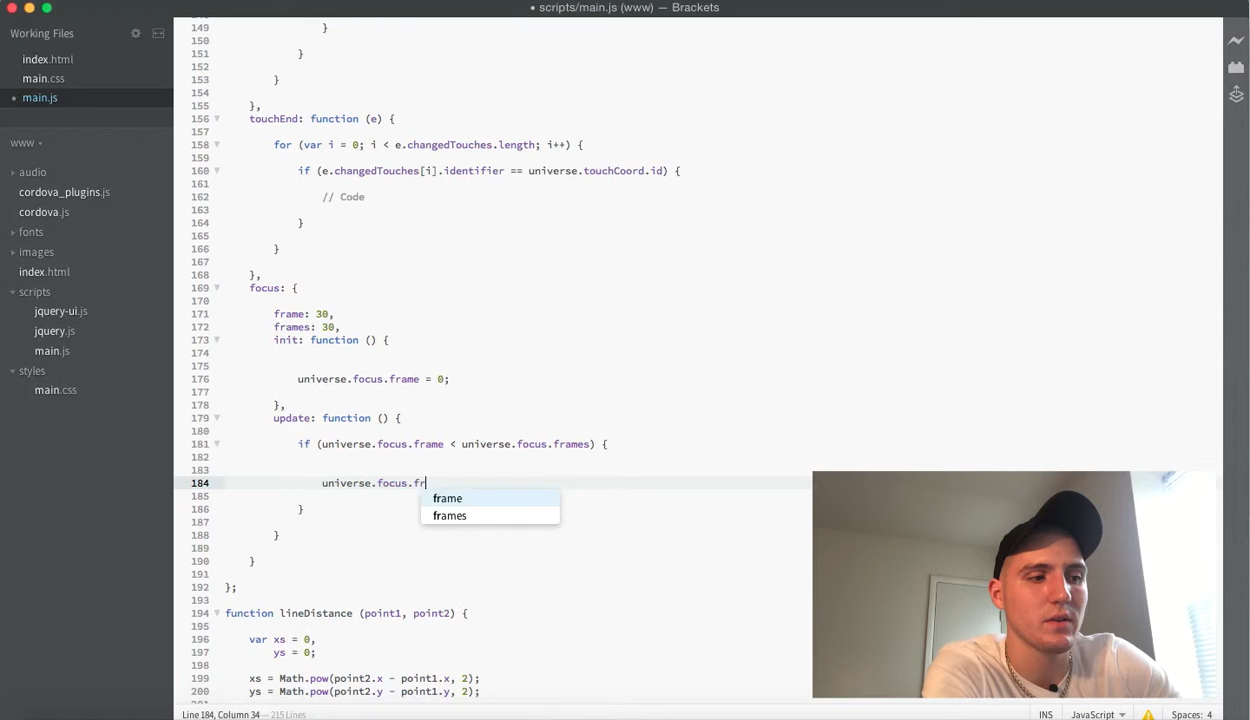 • scripts/main.js (www) — Brackets
Working Files
index.html
main.css
• main.js
www
audio
cordova_plugins.js
cordova.js
fonts
images
index.html
scripts
jquery-ui.js
jquery.js
main.js
styles
main.css
149 }
150
151 }
152
153 }
154
155 },
156 touchEnd: function (e) {
157
158 for (var i = 0; i < e.changedTouches.length; i++) {
159
160 if (e.changedTouches[i].identifier == universe.touchCoord.id) {
161
162 // Code
163
164 }
165
166 }
167
168 },
169 focus: {
170
171 frame: 30,
172 frames: 30,
173 init: function () {
174
175
176 universe.focus.frame = 0;
177
178 },
179 update: function () {
180
181 if (universe.focus.frame < universe.focus.frames) {
182
183
184 universe.focus.fr
frame
frames
185
186 }
187
188 }
189
190 }
191
192 };
193
194 function lineDistance (point1, point2) {
195
196 var xs = 0,
197 ys = 0;
198
199 xs = Math.pow(point2.x - point1.x, 2);
200 ys = Math.pow(point2.y - point1.y, 2);
Line 184, Column 34 — 215 Lines
INS
JavaScript
Spaces: 4